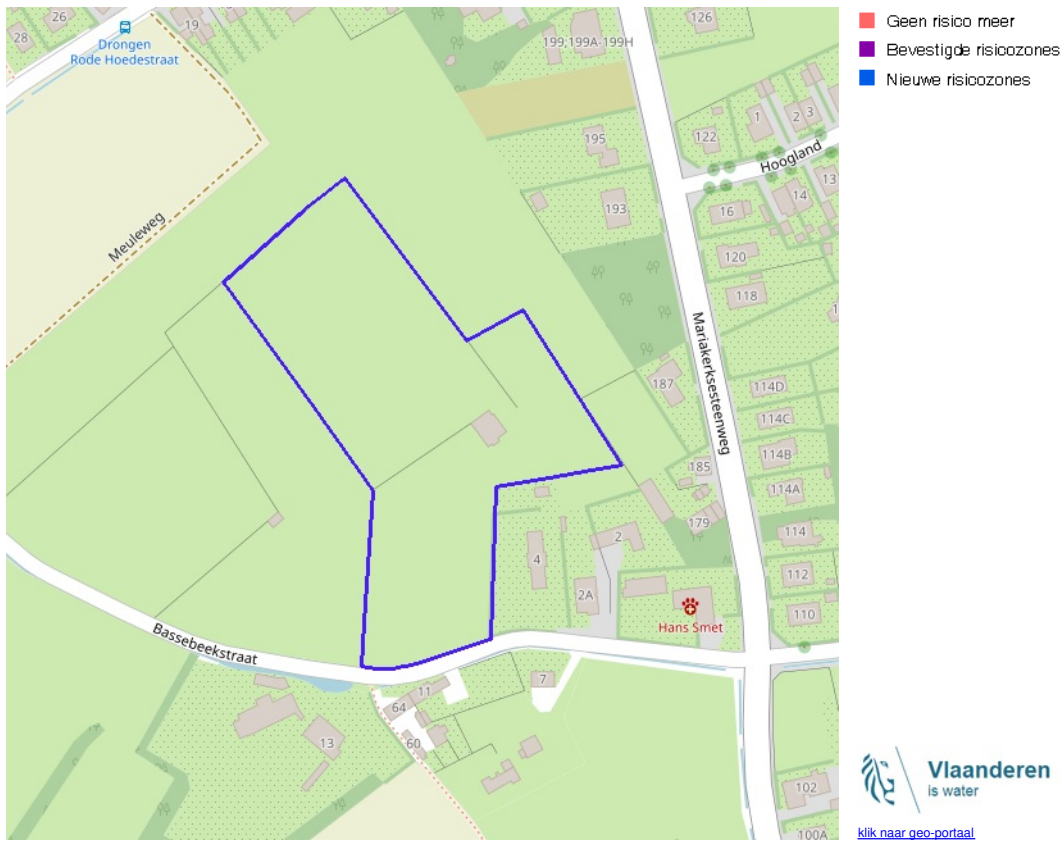 26
28
19
Drongen
Rode Hoedestraat
126
199;199A-199H
195
122
1
2
3
Hoogland
13
14
193
16
120
118
Meuleweg
Mariakerksesteenweg
187
114D
114C
114B
185
114A
179
114
2
4
112
2A
110
Hans Smet
Bassebeekstraat
7
11
64
60
13
102
100A
Geen risico meer
Bevestigde risicozones
Nieuwe risicozones
Vlaanderen
is water
klik naar geo-portaal